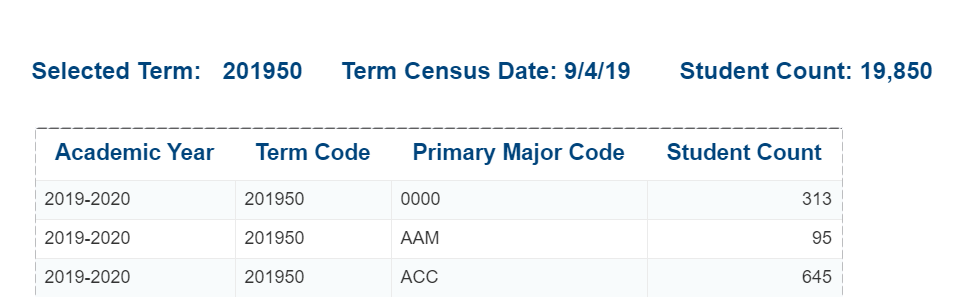 Selected Term: 201950 Term Census Date: 9/4/19 Student Count: 19,850
Academic Year Term Code Primary Major Code Student Count
2019-2020 201950 0000 313
2019-2020 201950 AAM 95
2019-2020 201950 ACC 645